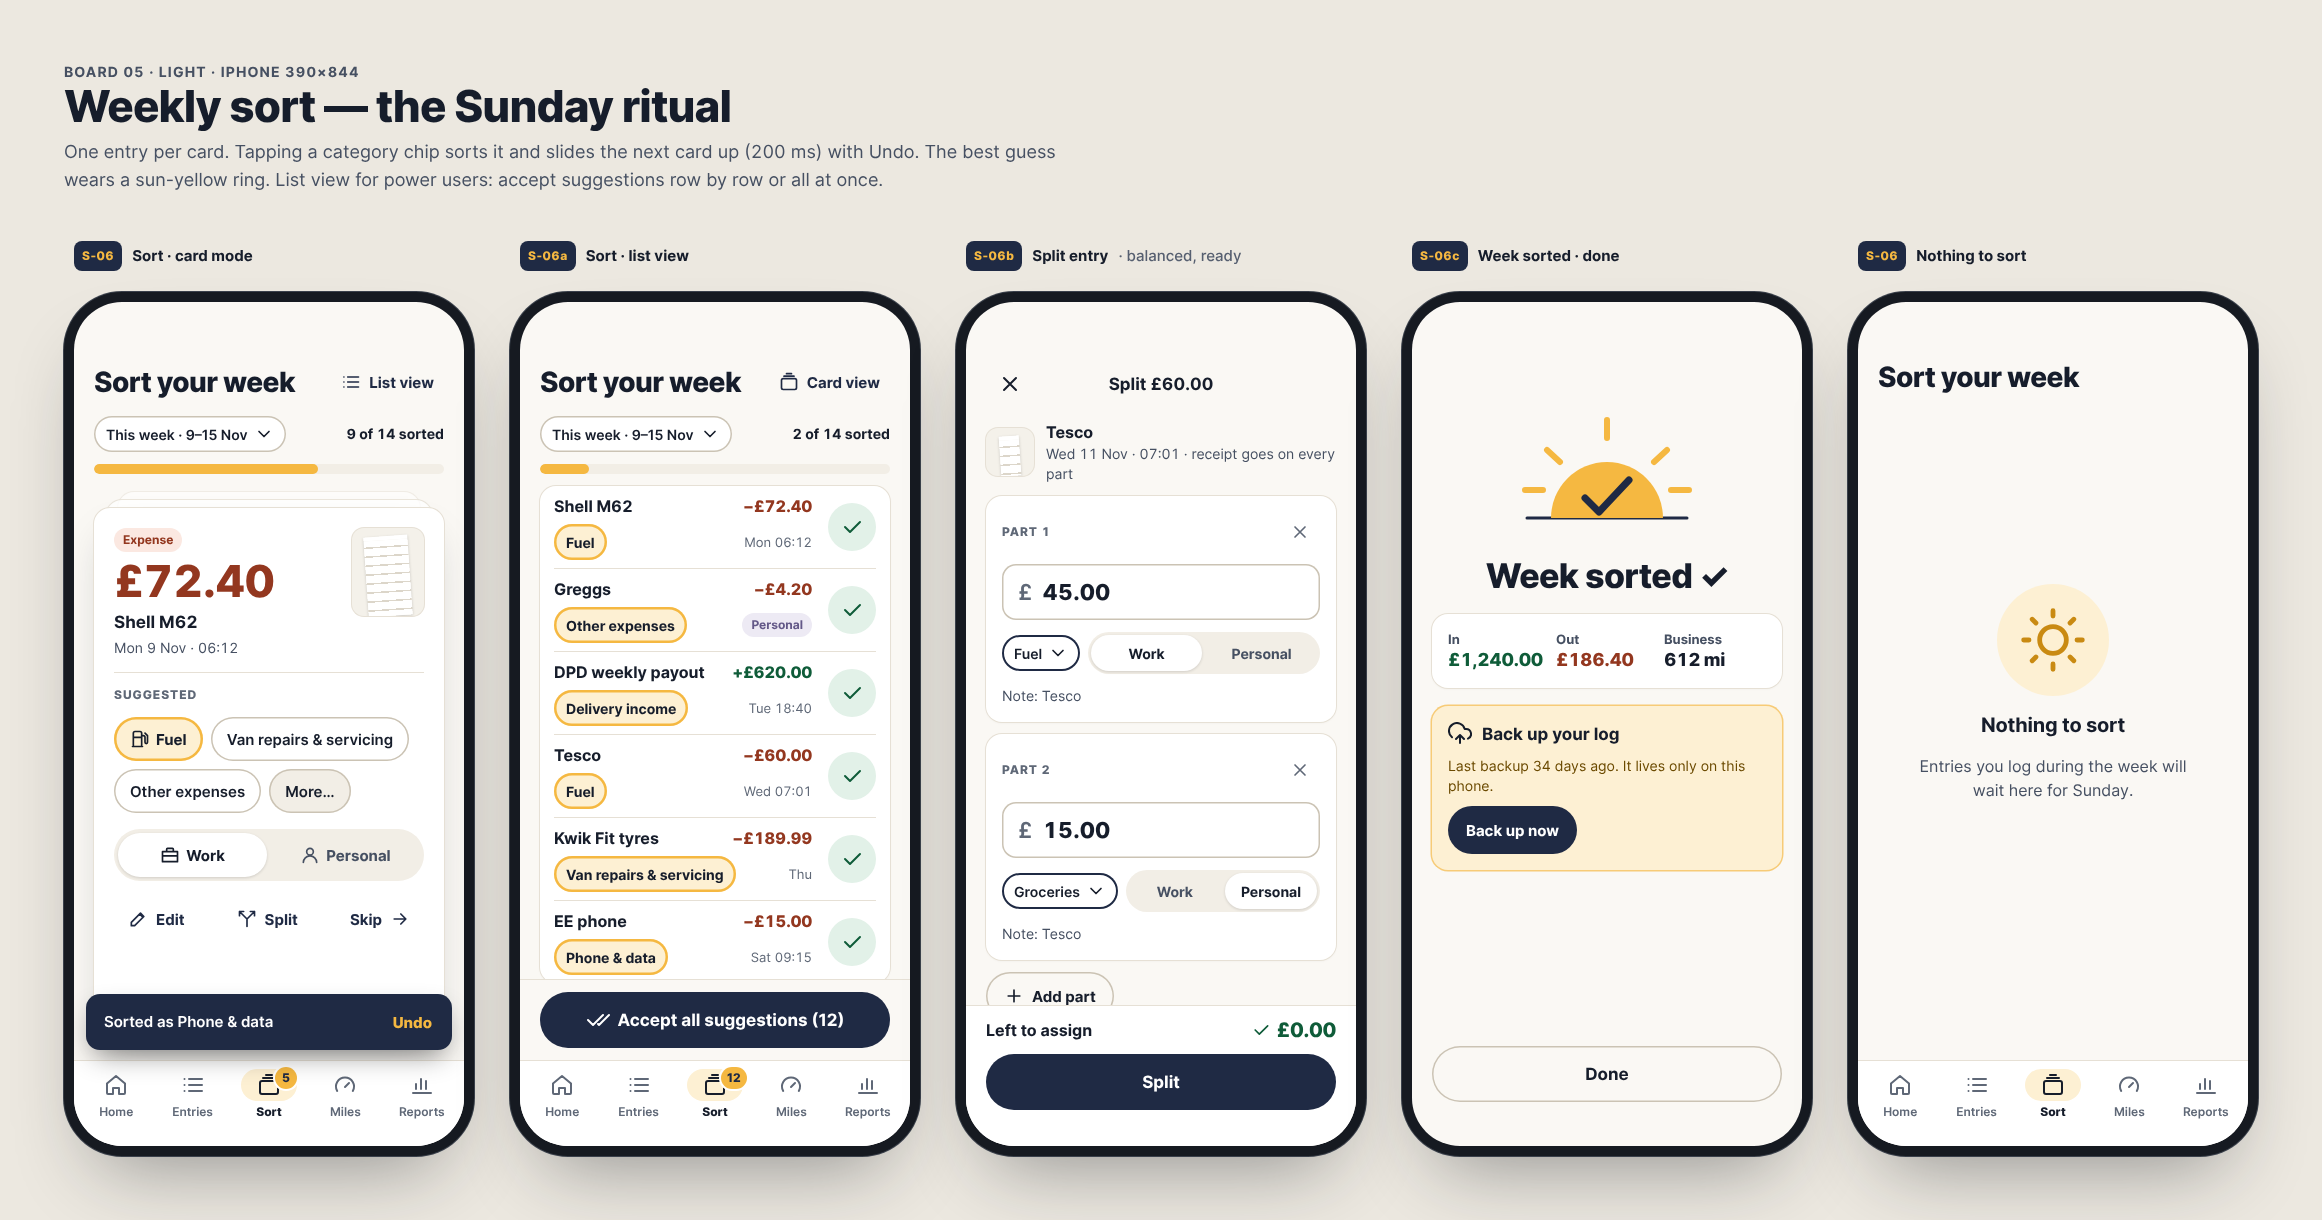 BOARD 05 · LIGHT · IPHONE 390×844
Weekly sort — the Sunday ritual
One entry per card. Tapping a category chip sorts it and slides the next card up (200 ms) with Undo. The best guess
wears a sun-yellow ring. List view for power users: accept suggestions row by row or all at once.
S-06 Sort · card mode
Sort your week
List view
This week · 9–15 Nov
9 of 14 sorted
Expense
£72.40
Shell M62
Mon 9 Nov · 06:12
SUGGESTED
Fuel
Van repairs & servicing
Other expenses
More...
Work
Personal
Edit
Split
Skip
Sorted as Phone & data
Undo
5
Home
Entries
Sort
Miles
Reports
S-06a Sort · list view
Sort your week
Card view
This week · 9–15 Nov
2 of 14 sorted
Shell M62
−£72.40
Fuel
Mon 06:12
Greggs
−£4.20
Other expenses
Personal
DPD weekly payout
+£620.00
Delivery income
Tue 18:40
Tesco
−£60.00
Fuel
Wed 07:01
Kwik Fit tyres
−£189.99
Van repairs & servicing
Thu
EE phone
−£15.00
Phone & data
Sat 09:15
Accept all suggestions (12)
12
Home
Entries
Sort
Miles
Reports
S-06b Split entry · balanced, ready
Split £60.00
Tesco
Wed 11 Nov · 07:01 · receipt goes on every
part
PART 1
£ 45.00
Fuel
Work
Personal
Note: Tesco
PART 2
£ 15.00
Groceries
Work
Personal
Note: Tesco
Add part
Left to assign
£0.00
Split
S-06c Week sorted · done
Week sorted ✓
In
£1,240.00
Out
£186.40
Business
612 mi
Back up your log
Last backup 34 days ago. It lives only on this
phone.
Back up now
Done
S-06 Nothing to sort
Sort your week
Nothing to sort
Entries you log during the week will
wait here for Sunday.
Home
Entries
Sort
Miles
Reports